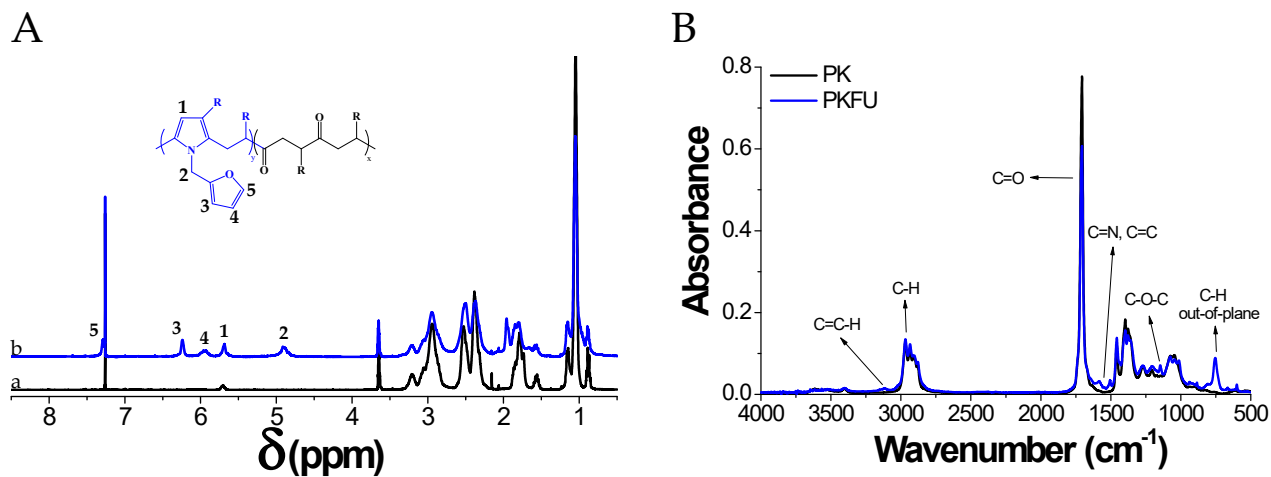 A
1
R
R
N
y
O
O
R
R
x
2
O
5
3
4
5
3
4
1
2
b
a
8
7
6
5
4
3
2
1
δ(ppm)
B
0.8
0.6
0.4
0.2
0.0
Absorbance
PK
PKFU
C=O
C=N, C=C
C-H
C-O-C
C-H
out-of-plane
C=C-H
4000
3500
3000
2500
2000
1500
1000
500
Wavenumber (cm⁻¹)